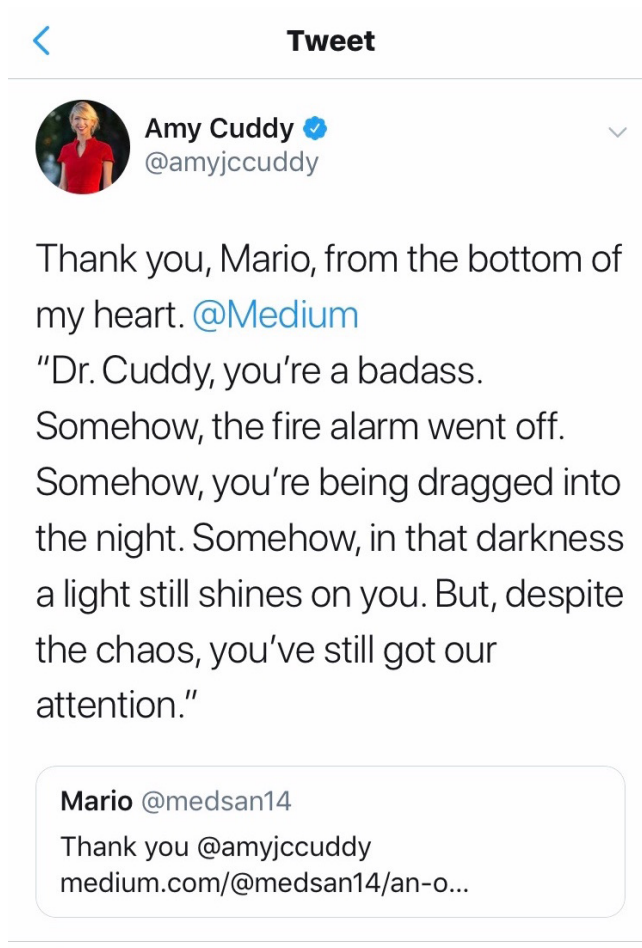 Tweet
Amy Cuddy
@amyjccuddy
Thank you, Mario, from the bottom of
my heart. @Medium
“Dr. Cuddy, you’re a badass.
Somehow, the fire alarm went off.
Somehow, you’re being dragged into
the night. Somehow, in that darkness
a light still shines on you. But, despite
the chaos, you’ve still got our
attention.”
Mario @medsan14
Thank you @amyjccuddy
medium.com/@medsan14/an-o...